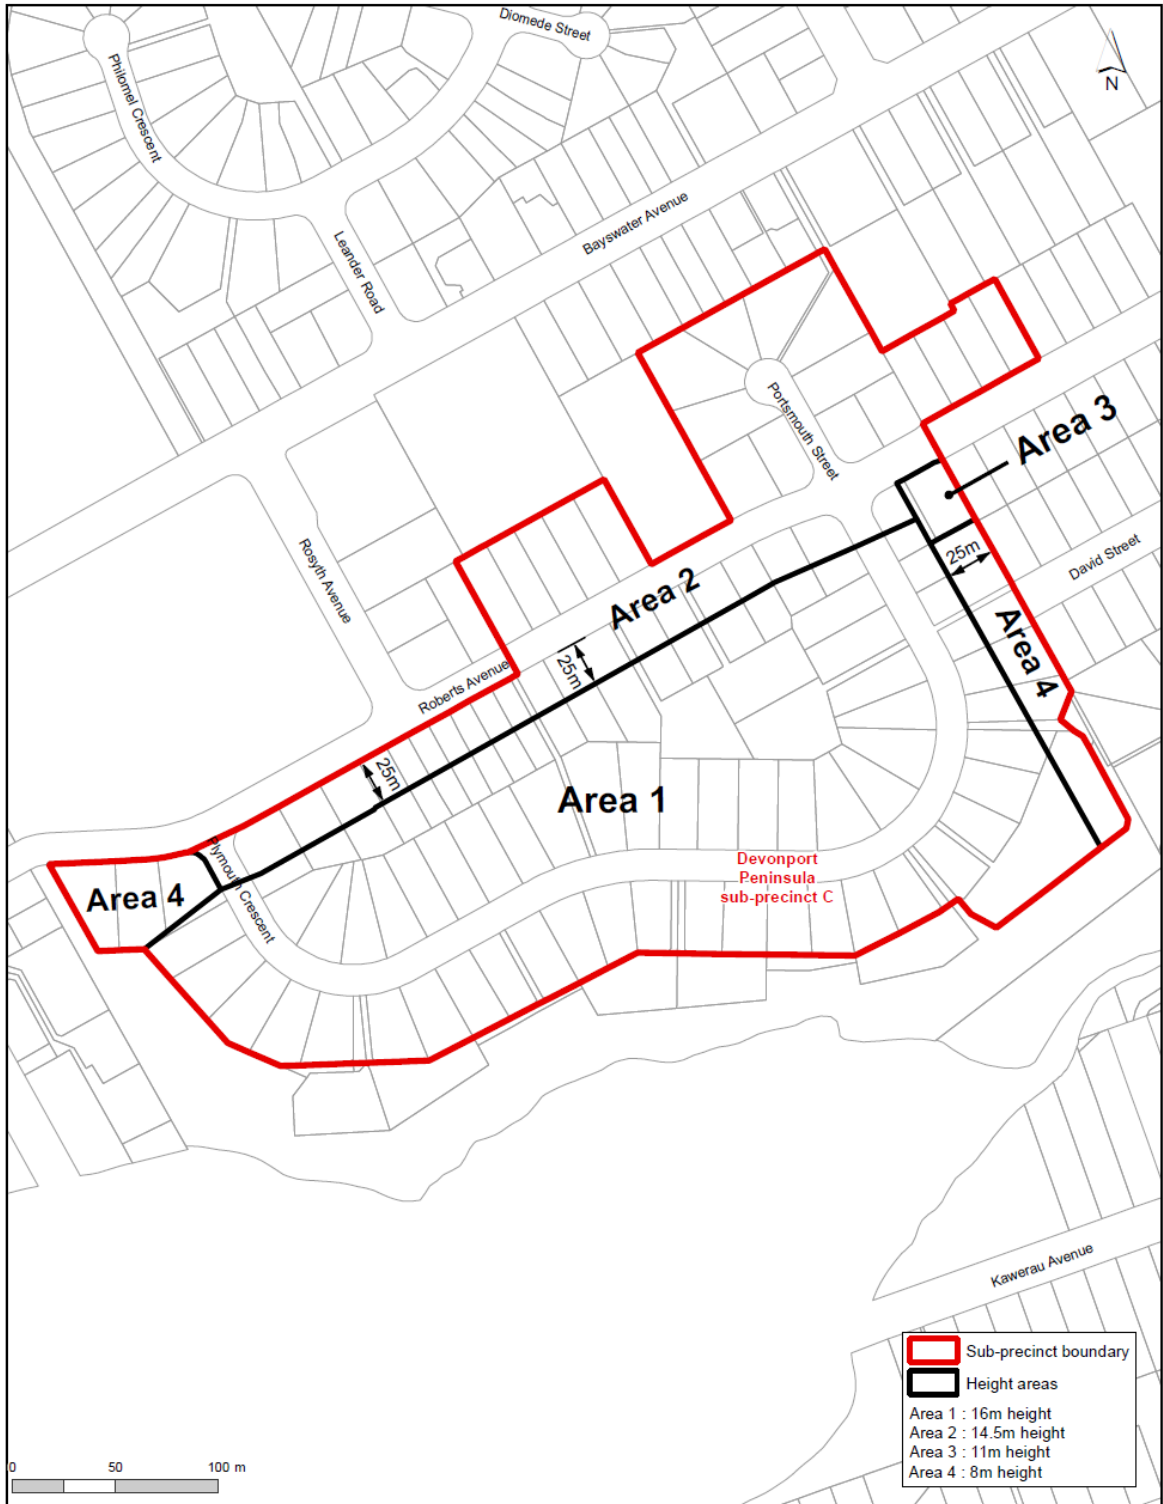 Diomede Street
Philomel Crescent
N
Bayswater Avenue
Leander Road
Portsmouth Street
Area 3
Rosyth Avenue
25m
David Street
Area 2
Area 4
25m
Roberts Avenue
25m
Area 1
Plymouth Crescent
Devonport
Peninsula
sub-precinct C
Area 4
Kawerau Avenue
Sub-precinct boundary
Height areas
Area 1 : 16m height
Area 2 : 14.5m height
Area 3 : 11m height
Area 4 : 8m height
0 50 100 m